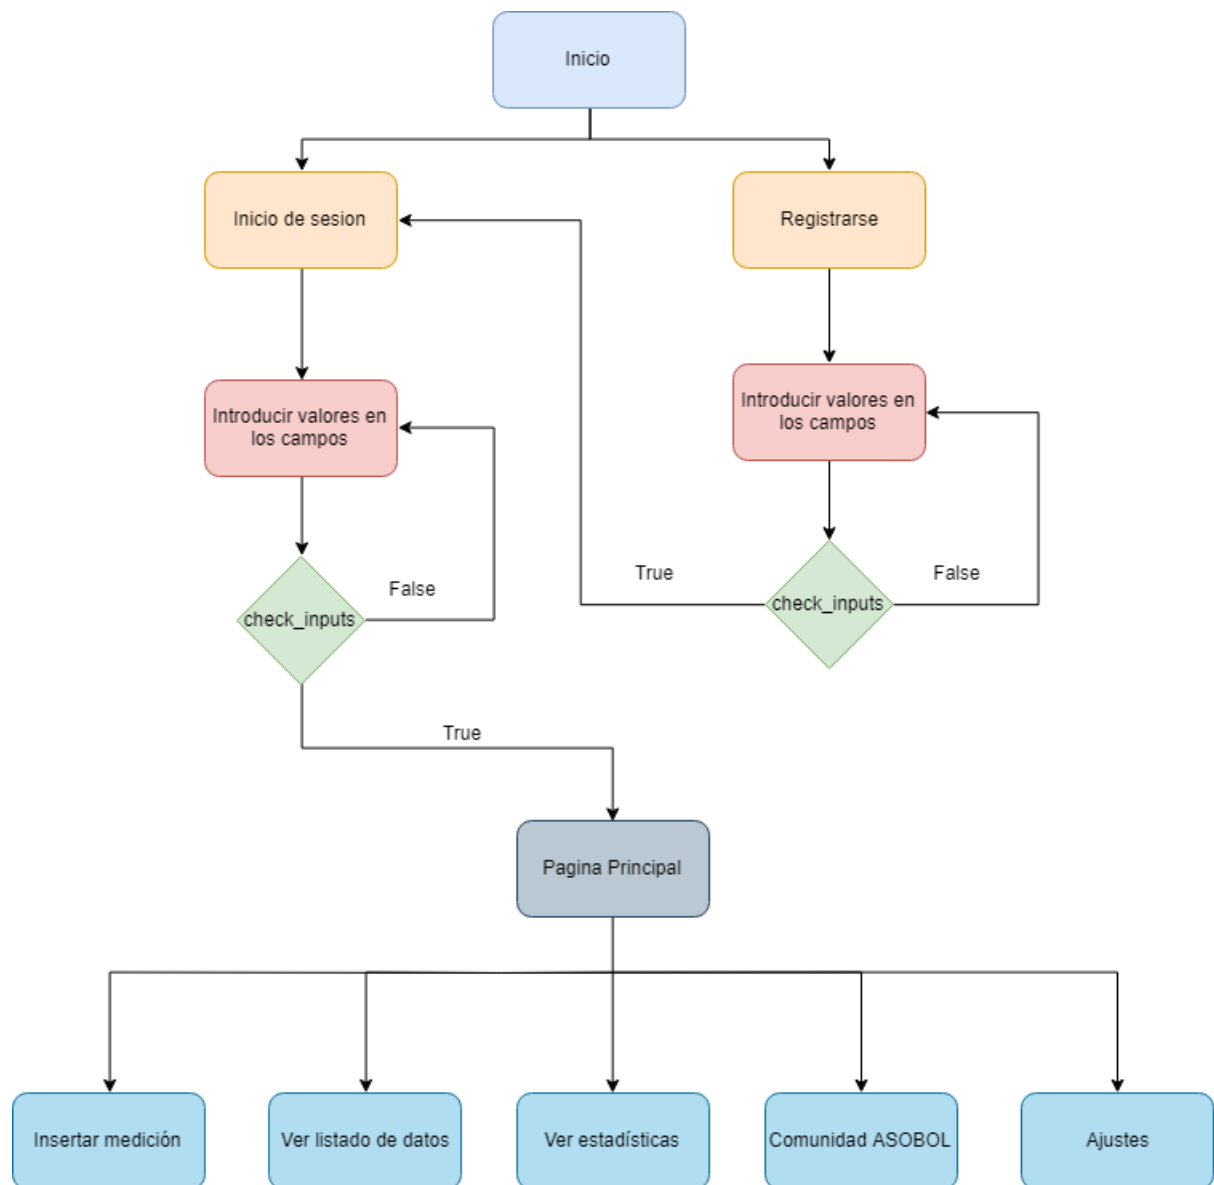 Inicio
Inicio de sesion
Registrarse
Introducir valores en
los campos
Introducir valores en
los campos
True
False
False
check_inputs
check_inputs
True
Pagina Principal
Insertar medición
Ver listado de datos
Ver estadísticas
Comunidad ASOBOL
Ajustes